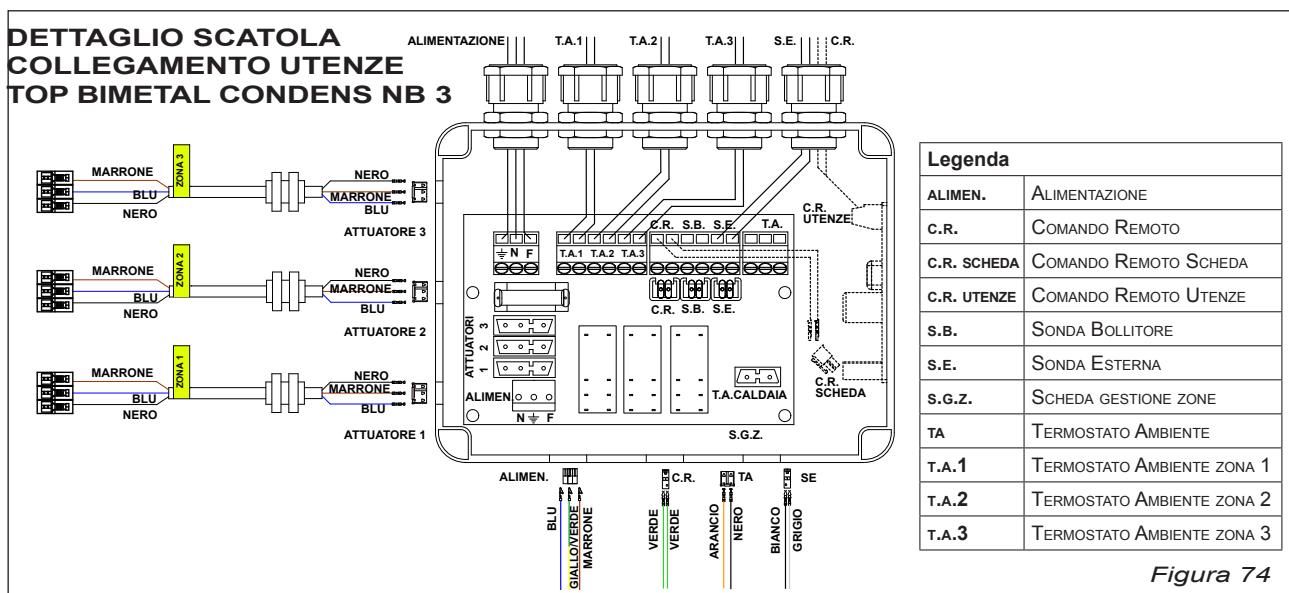 DETTAGLIO SCATOLA
COLLEGAMENTO UTENZE
TOP BIMETAL CONDENS NB 3
ALIMENTAZIONE T.A.1 T.A.2 T.A.3 S.E. C.R.
MARRONE
BLU
NERO
ZONA 3
NERO
MARRONE
BLU
ATTUATORE 3
MARRONE
BLU
NERO
ZONA 2
NERO
MARRONE
BLU
ATTUATORE 2
MARRONE
BLU
NERO
ZONA 1
NERO
MARRONE
BLU
ATTUATORE 1
C.R.
UTENZE
C.R. S.B. S.E. T.A.
N F
T.A.1 T.A.2 T.A.3
C.R. S.B. S.E.
ATTUATORI
3
2
1
ALIMEN.
N F
T.A.CALDAIA
C.R.
SCHEDA
S.G.Z.
ALIMEN. C.R. TA SE
BLU
GIALLO/VERDE
MARRONE
VERDE
VERDE
ARANCIO
NERO
BIANCO
GRIGIO
Legenda
ALIMEN. ALIMENTAZIONE
C.R. COMANDO REMOTO
C.R. SCHEDA COMANDO REMOTO SCHEDA
C.R. UTENZE COMANDO REMOTO UTENZE
S.B. SONDA BOLLITORE
S.E. SONDA ESTERNA
S.G.Z. SCHEDA GESTIONE ZONE
TA TERMOSTATO AMBIENTE
T.A.1 TERMOSTATO AMBIENTE ZONA 1
T.A.2 TERMOSTATO AMBIENTE ZONA 2
T.A.3 TERMOSTATO AMBIENTE ZONA 3
Figura 74